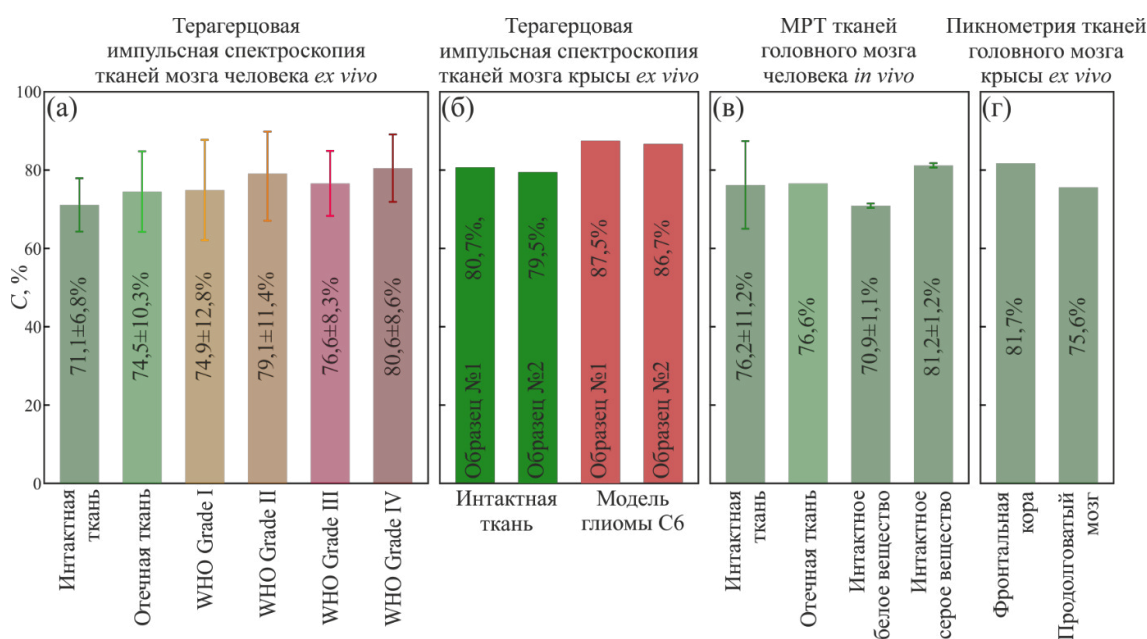 Терагерцовая
импульсная спектроскопия
тканей мозга человека ex vivo
Терагерцовая
импульсная спектроскопия
тканей мозга крысы ex vivo
МРТ тканей
головного мозга
человека in vivo
Пикнометрия тканей
головного мозга
крысы ex vivo
C, %
100
80
60
40
20
0
(а)
71,1±6,8%
74,5±10,3%
74,9±12,8%
79,1±11,4%
76,6±8,3%
80,6±8,6%
Интактная
ткань
Отечная ткань
WHO Grade I
WHO Grade II
WHO Grade III
WHO Grade IV
(б)
80,7%,
79,5%,
87,5%
86,7%
Образец №1
Образец №2
Образец №1
Образец №2
Интактная
ткань
Модель
глиомы С6
(в)
76,2±11,2%
76,6%
70,9±1,1%
81,2±1,2%
Интактная
ткань
Отечная ткань
Интактное
белое вещество
Интактное
серое вещество
(г)
81,7%
75,6%
Фронтальная
кора
Продолговатый
мозг